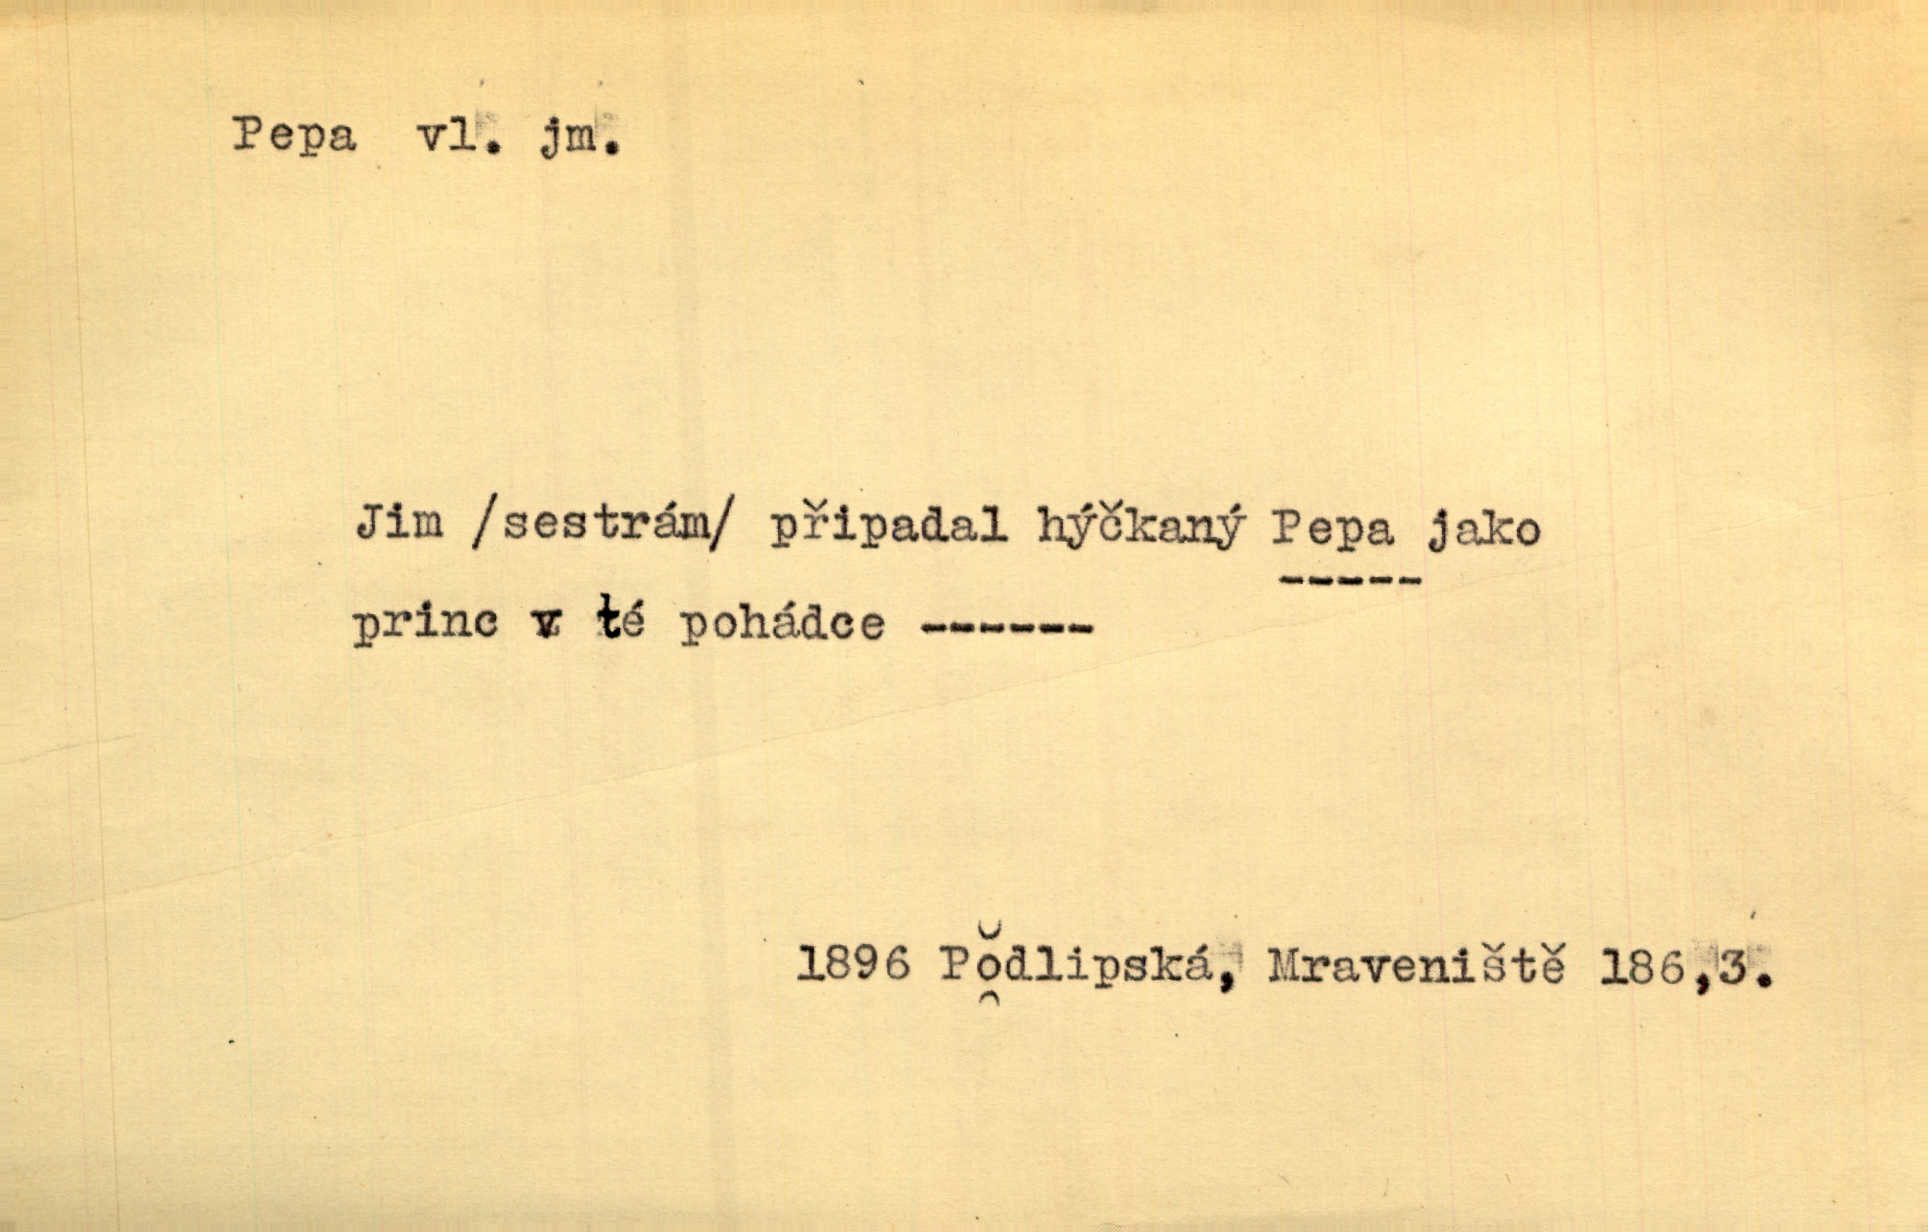 Pepa vl. jm.
Jim /sestrám/ připadal hýčkaný Pepa jako
princ v té pohádce ------
1896 Podlipská, Mraveniště 186,3.